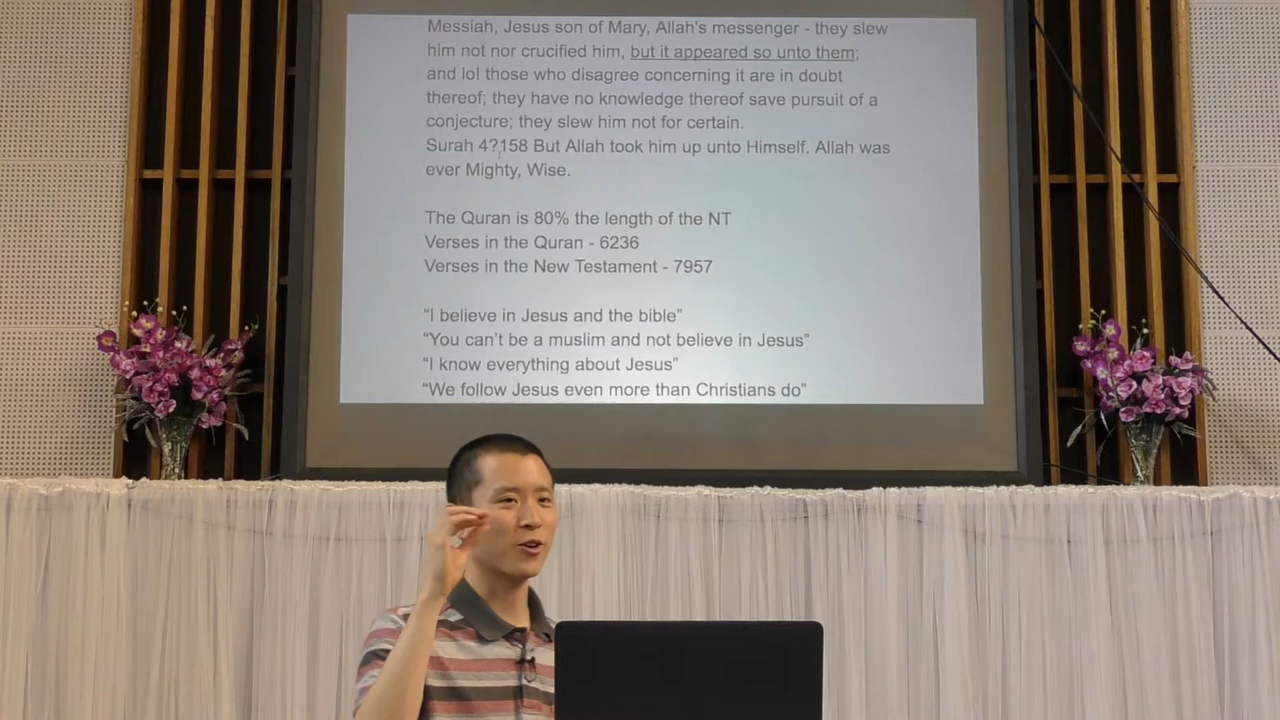 Messiah, Jesus son of Mary, Allah's messenger - they slew
him not nor crucified him, but it appeared so unto them;
and lo! those who disagree concerning it are in doubt
thereof; they have no knowledge thereof save pursuit of a
conjecture; they slew him not for certain.
Surah 4?158 But Allah took him up unto Himself. Allah was
ever Mighty, Wise.
The Quran is 80% the length of the NT
Verses in the Quran - 6236
Verses in the New Testament - 7957
“I believe in Jesus and the bible”
“You can’t be a muslim and not believe in Jesus”
“I know everything about Jesus”
“We follow Jesus even more than Christians do”